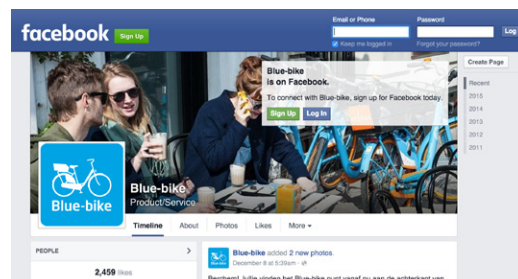 Email or Phone
Password
facebook
Sign Up
Log
Keep me logged in
Forgot your password?
Create Page
Blue-bike
is on Facebook.
To connect with Blue-bike, sign up for Facebook today.
Sign Up
Log In
Recent
2015
2014
2013
2012
2011
Blue-bike
Blue-bike
Product/Service
Timeline
About
Photos
Likes
More
PEOPLE
2,459 likes
Blue-bike added 2 new photos.
December 8 at 5:39am